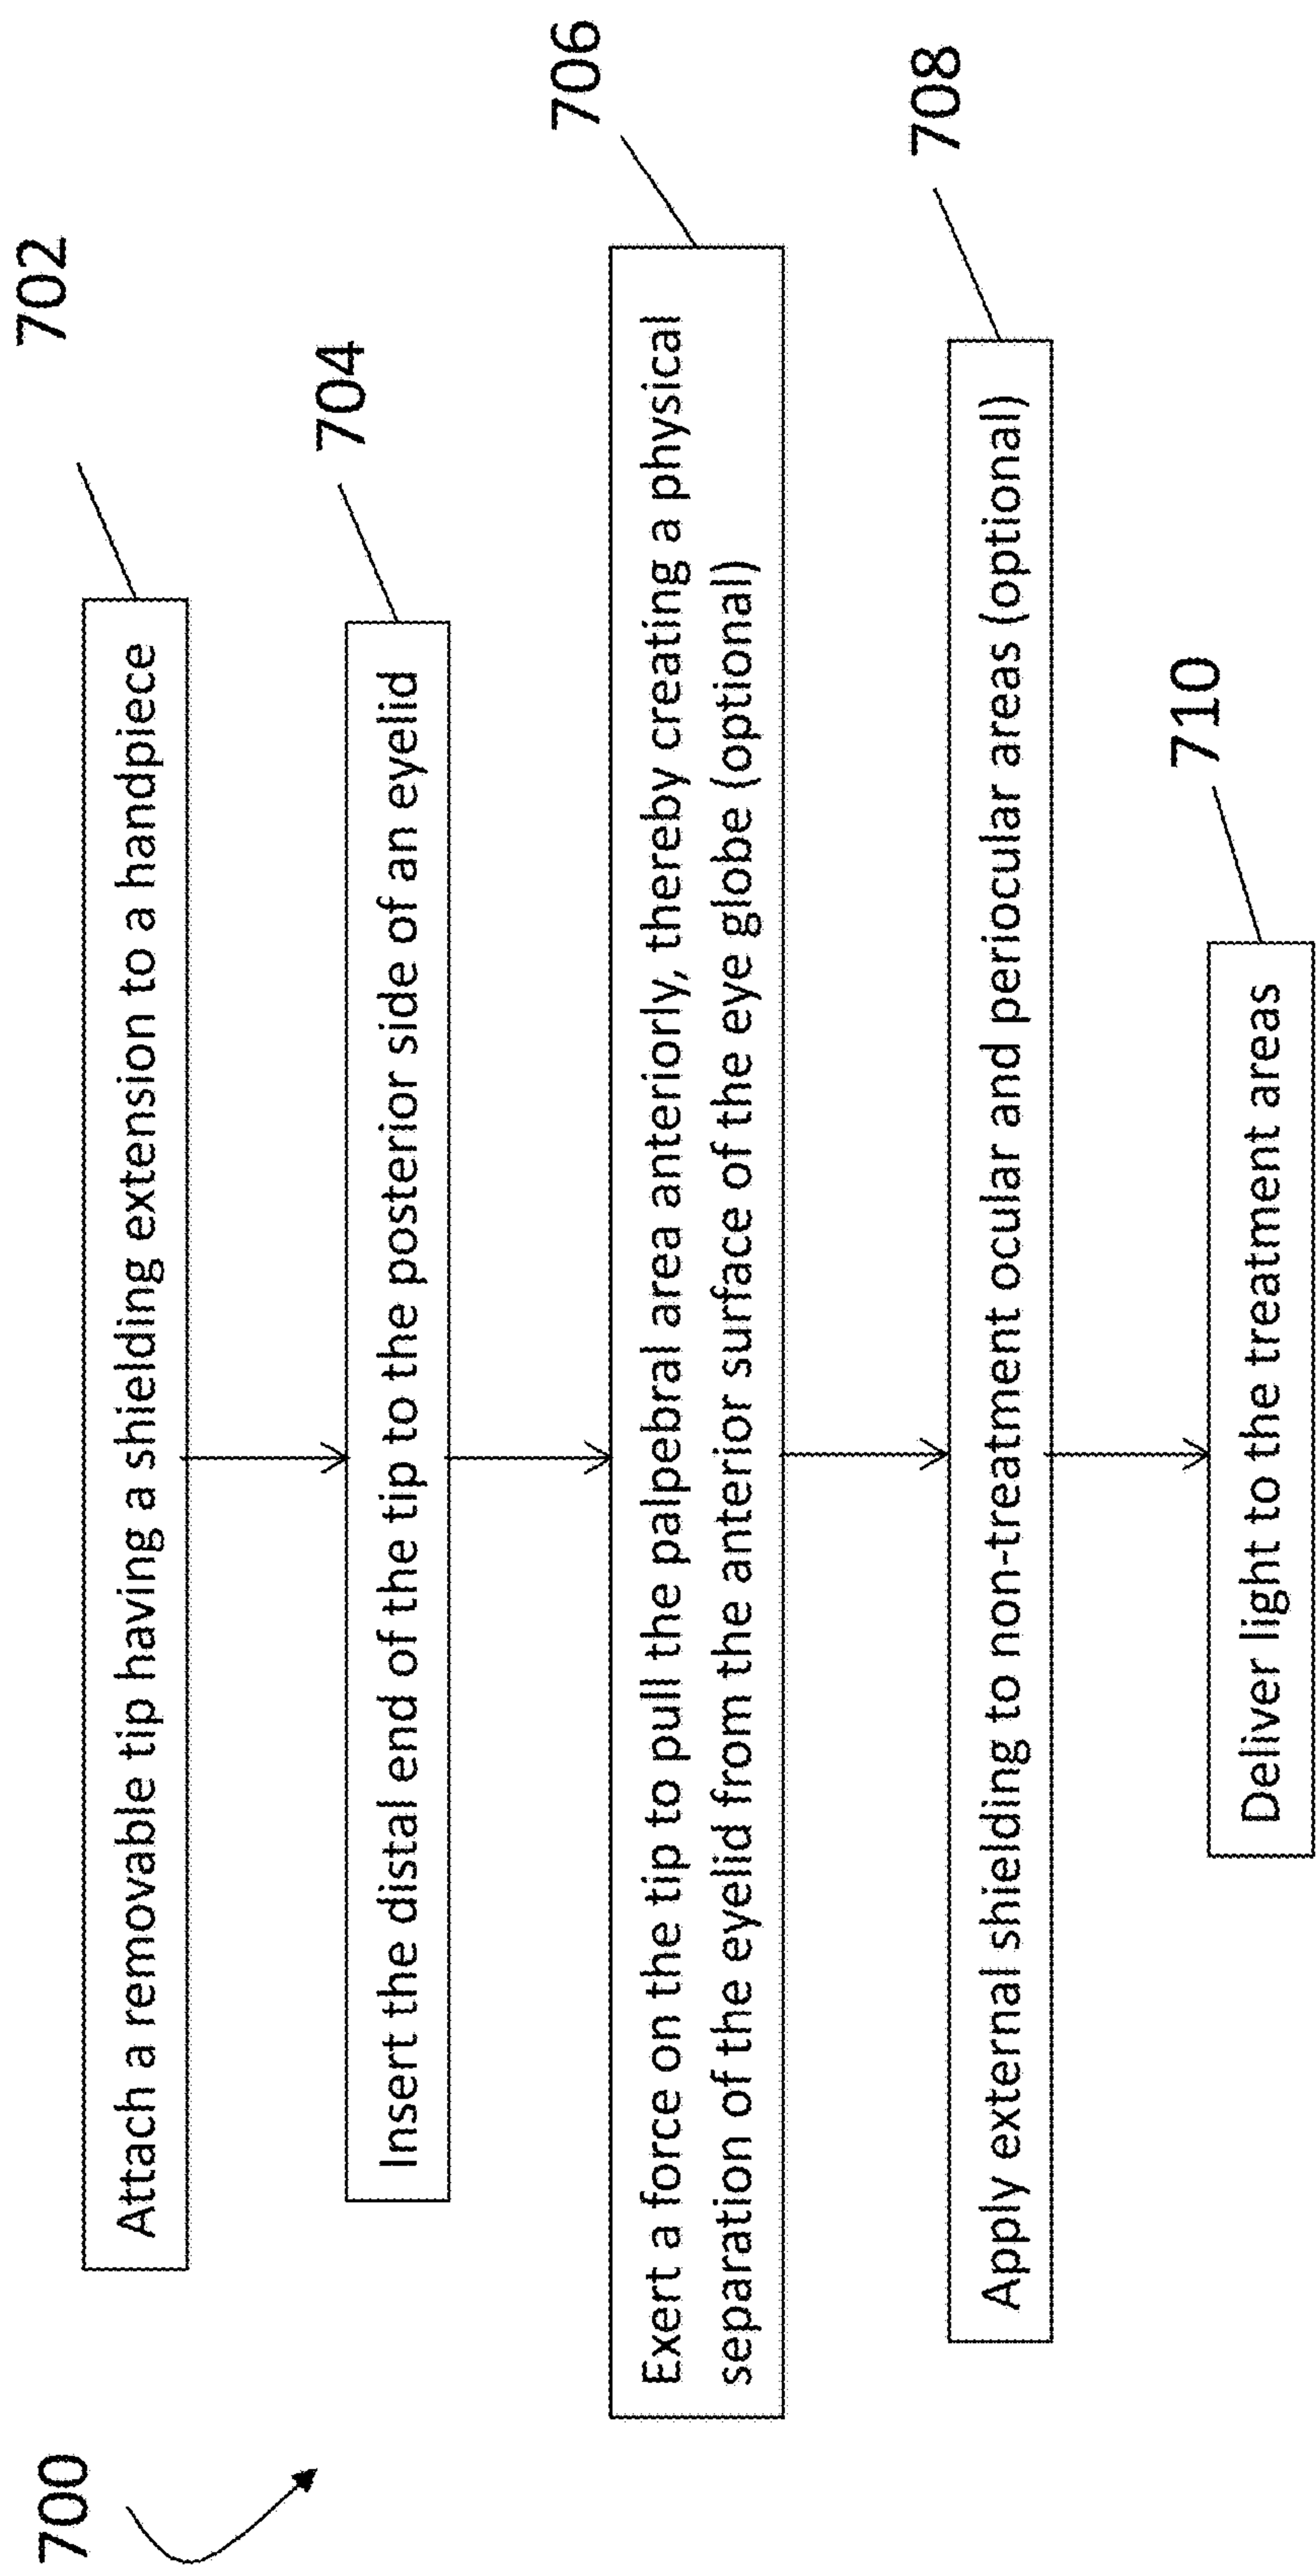 700
702
Attach a removable tip having a shielding extension to a handpiece
704
Insert the distal end of the tip to the posterior side of an eyelid
706
Exert a force on the tip to pull the palpebral area anteriorly, thereby creating a physical
separation of the eyelid from the anterior surface of the eye globe (optional)
708
Apply external shielding to non-treatment ocular and periocular areas (optional)
710
Deliver light to the treatment areas